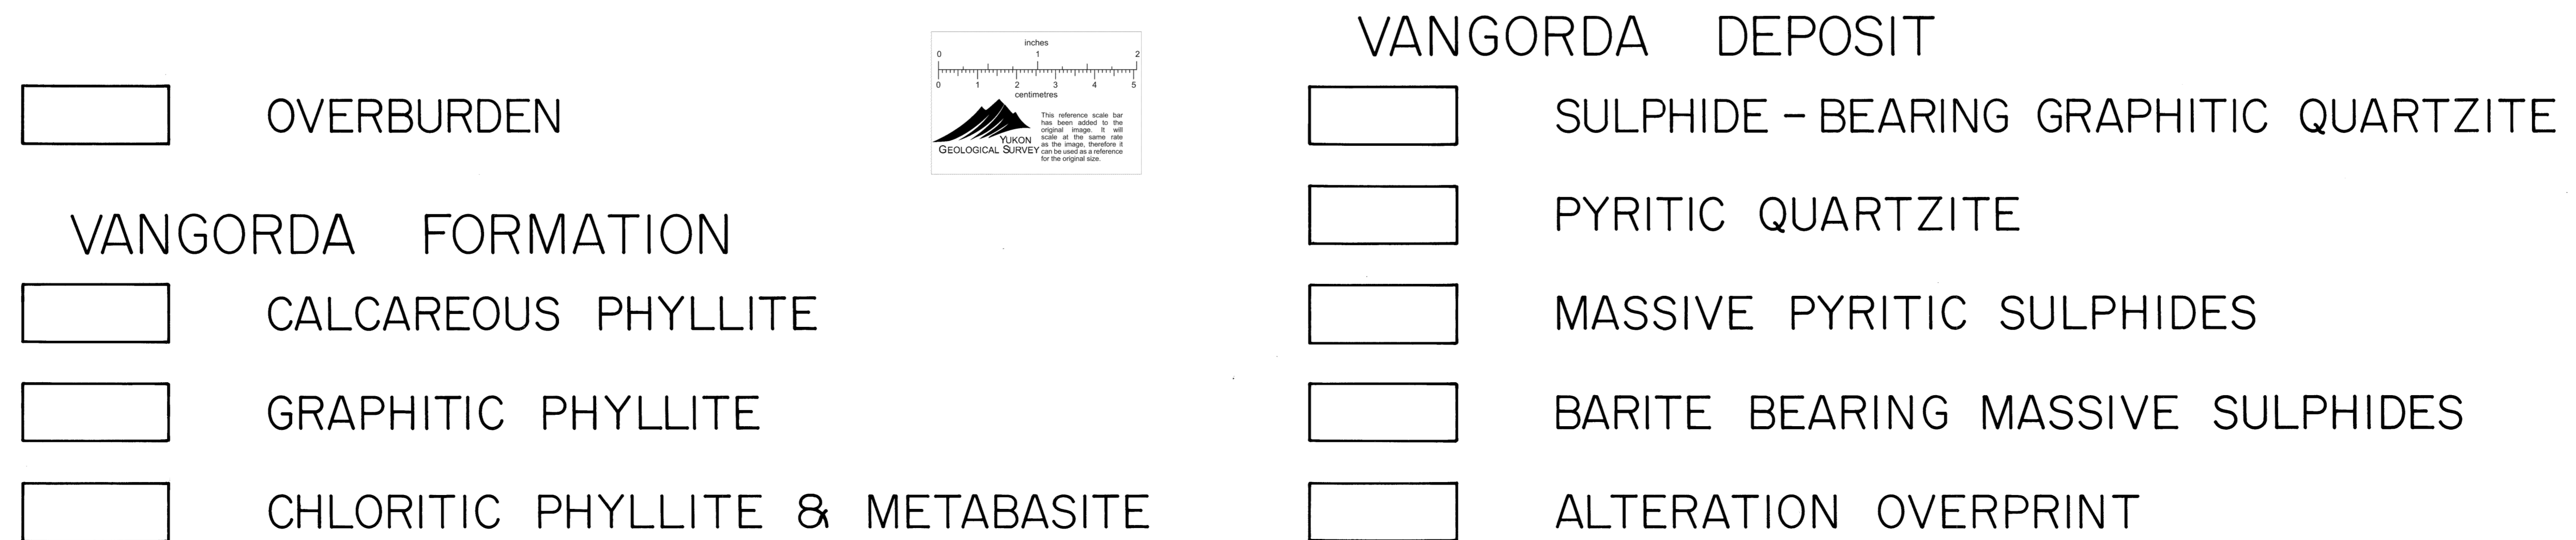 OVERBURDEN
VANGORDA FORMATION
CALCAREOUS PHYLLITE
GRAPHITIC PHYLLITE
CHLORITIC PHYLLITE & METABASITE
inches
0 1 2
0 1 2 3 4 5
centimetres
YUKON
GEOLOGICAL SURVEY
This reference scale bar
has been added to the
original image. It will
scale at the same rate
as the image, therefore it
can be used as a reference
for the original size.
VANGORDA DEPOSIT
SULPHIDE - BEARING GRAPHITIC QUARTZITE
PYRITIC QUARTZITE
MASSIVE PYRITIC SULPHIDES
BARITE BEARING MASSIVE SULPHIDES
ALTERATION OVERPRINT